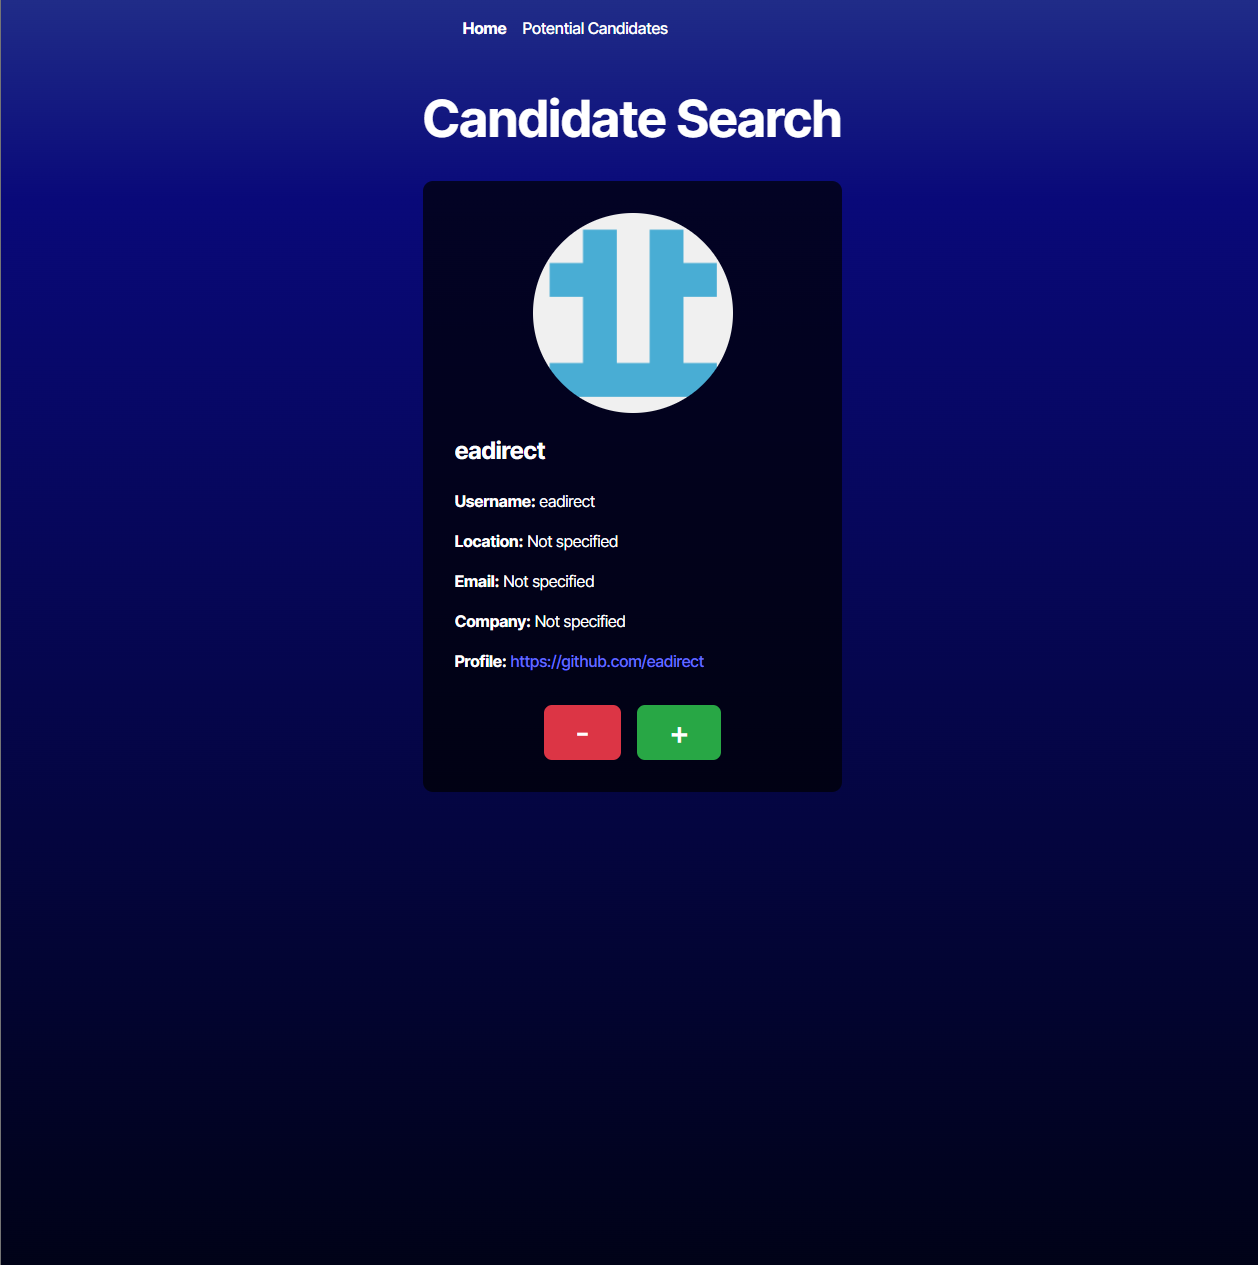 Home Potential Candidates
Candidate Search
eadirect
Username: eadirect
Location: Not specified
Email: Not specified
Company: Not specified
Profile: https://github.com/eadirect
- +